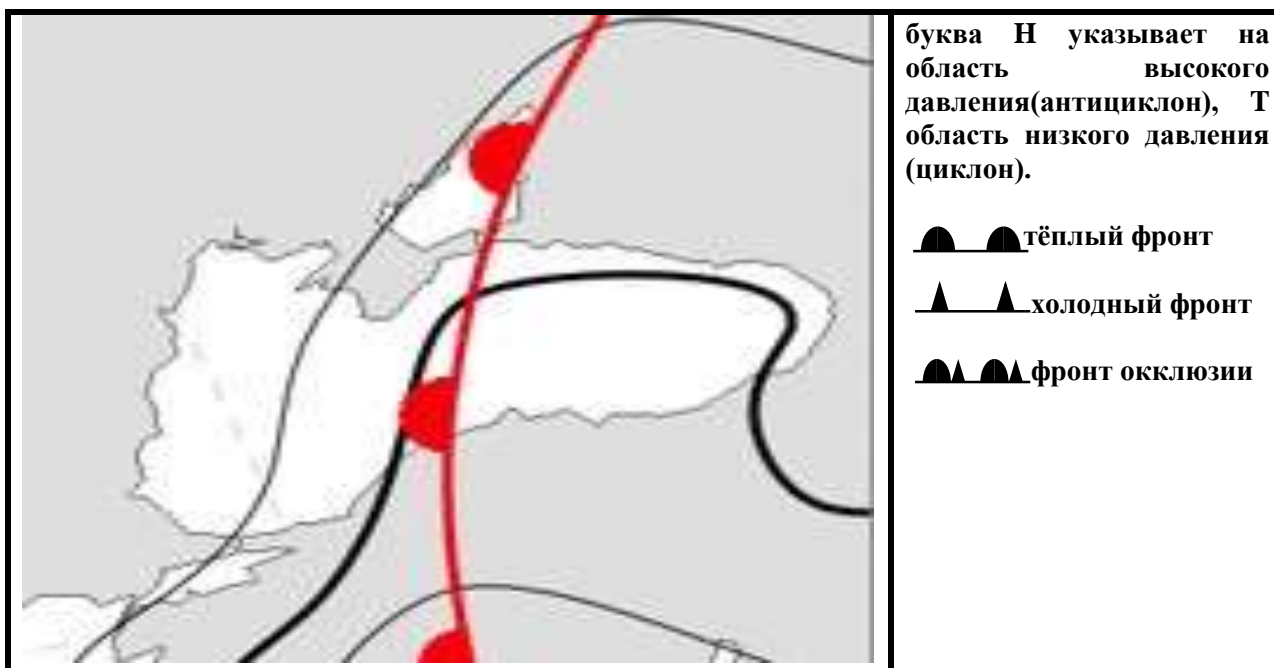 буква Н указывает на
область высокого
давления(антициклон), Т
область низкого давления
(циклон).
тёплый фронт
холодный фронт
фронт окклюзии